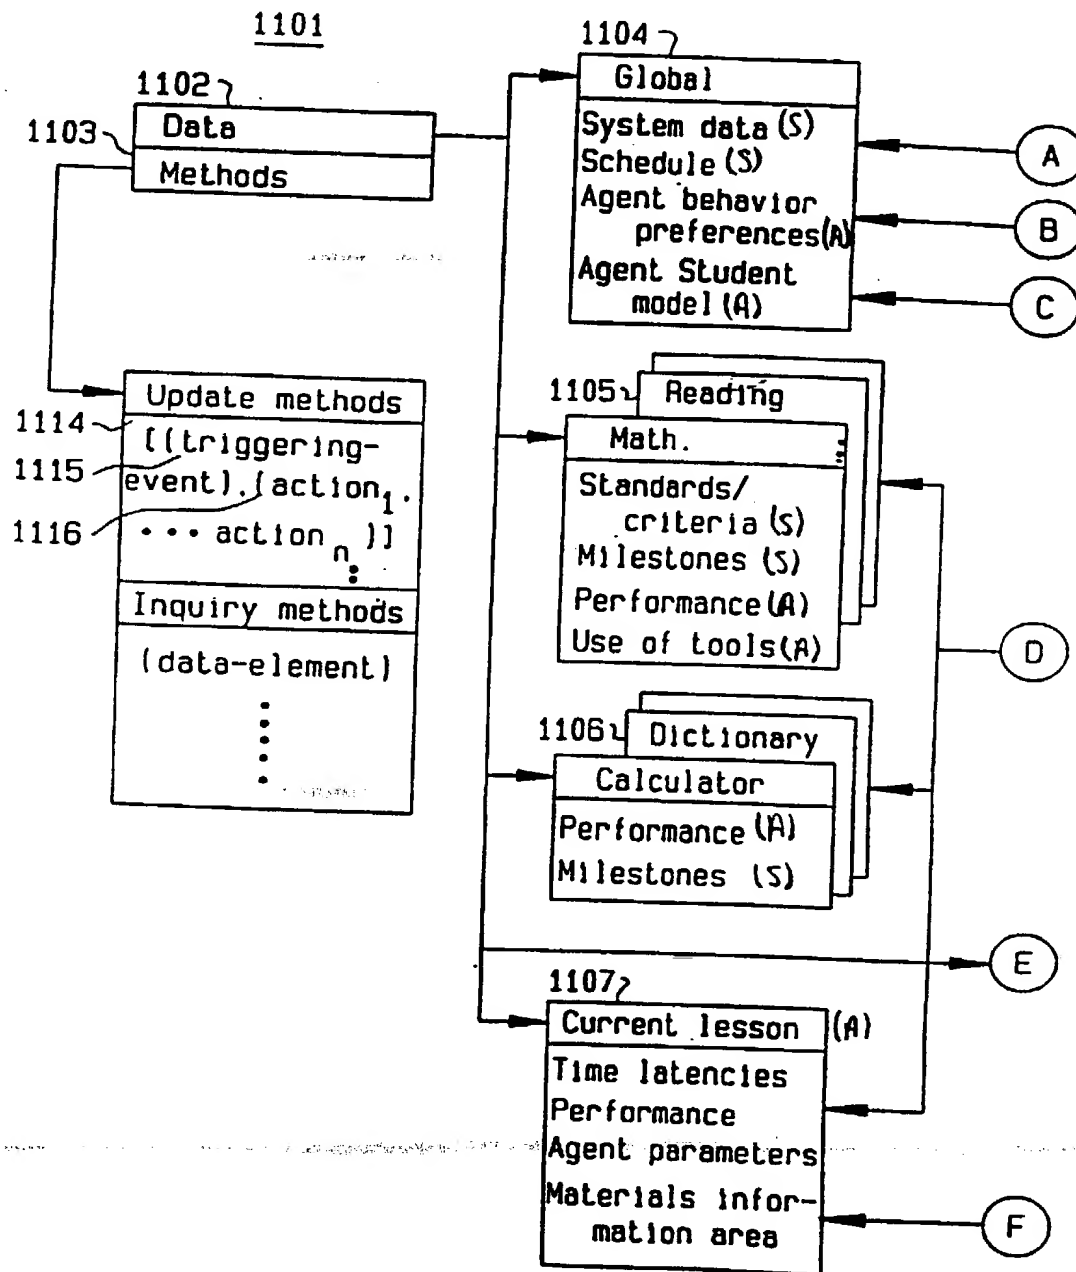 1101
1102
Data
1103
Methods
Update methods
1114
[((triggering-
1115
event).(action1.
1116
... actionn )]]
Inquiry methods
(data-element)
1104
Global
System data (S)
Schedule (S)
Agent behavior
preferences (A)
Agent Student
model (A)
A
B
C
1105
Reading
Math.
Standards/
criteria (S)
Milestones (S)
Performance (A)
Use of tools (A)
D
1106
Dictionary
Calculator
Performance (A)
Milestones (S)
E
1107
Current lesson (A)
Time latencies
Performance
Agent parameters
Materials infor-
mation area
F